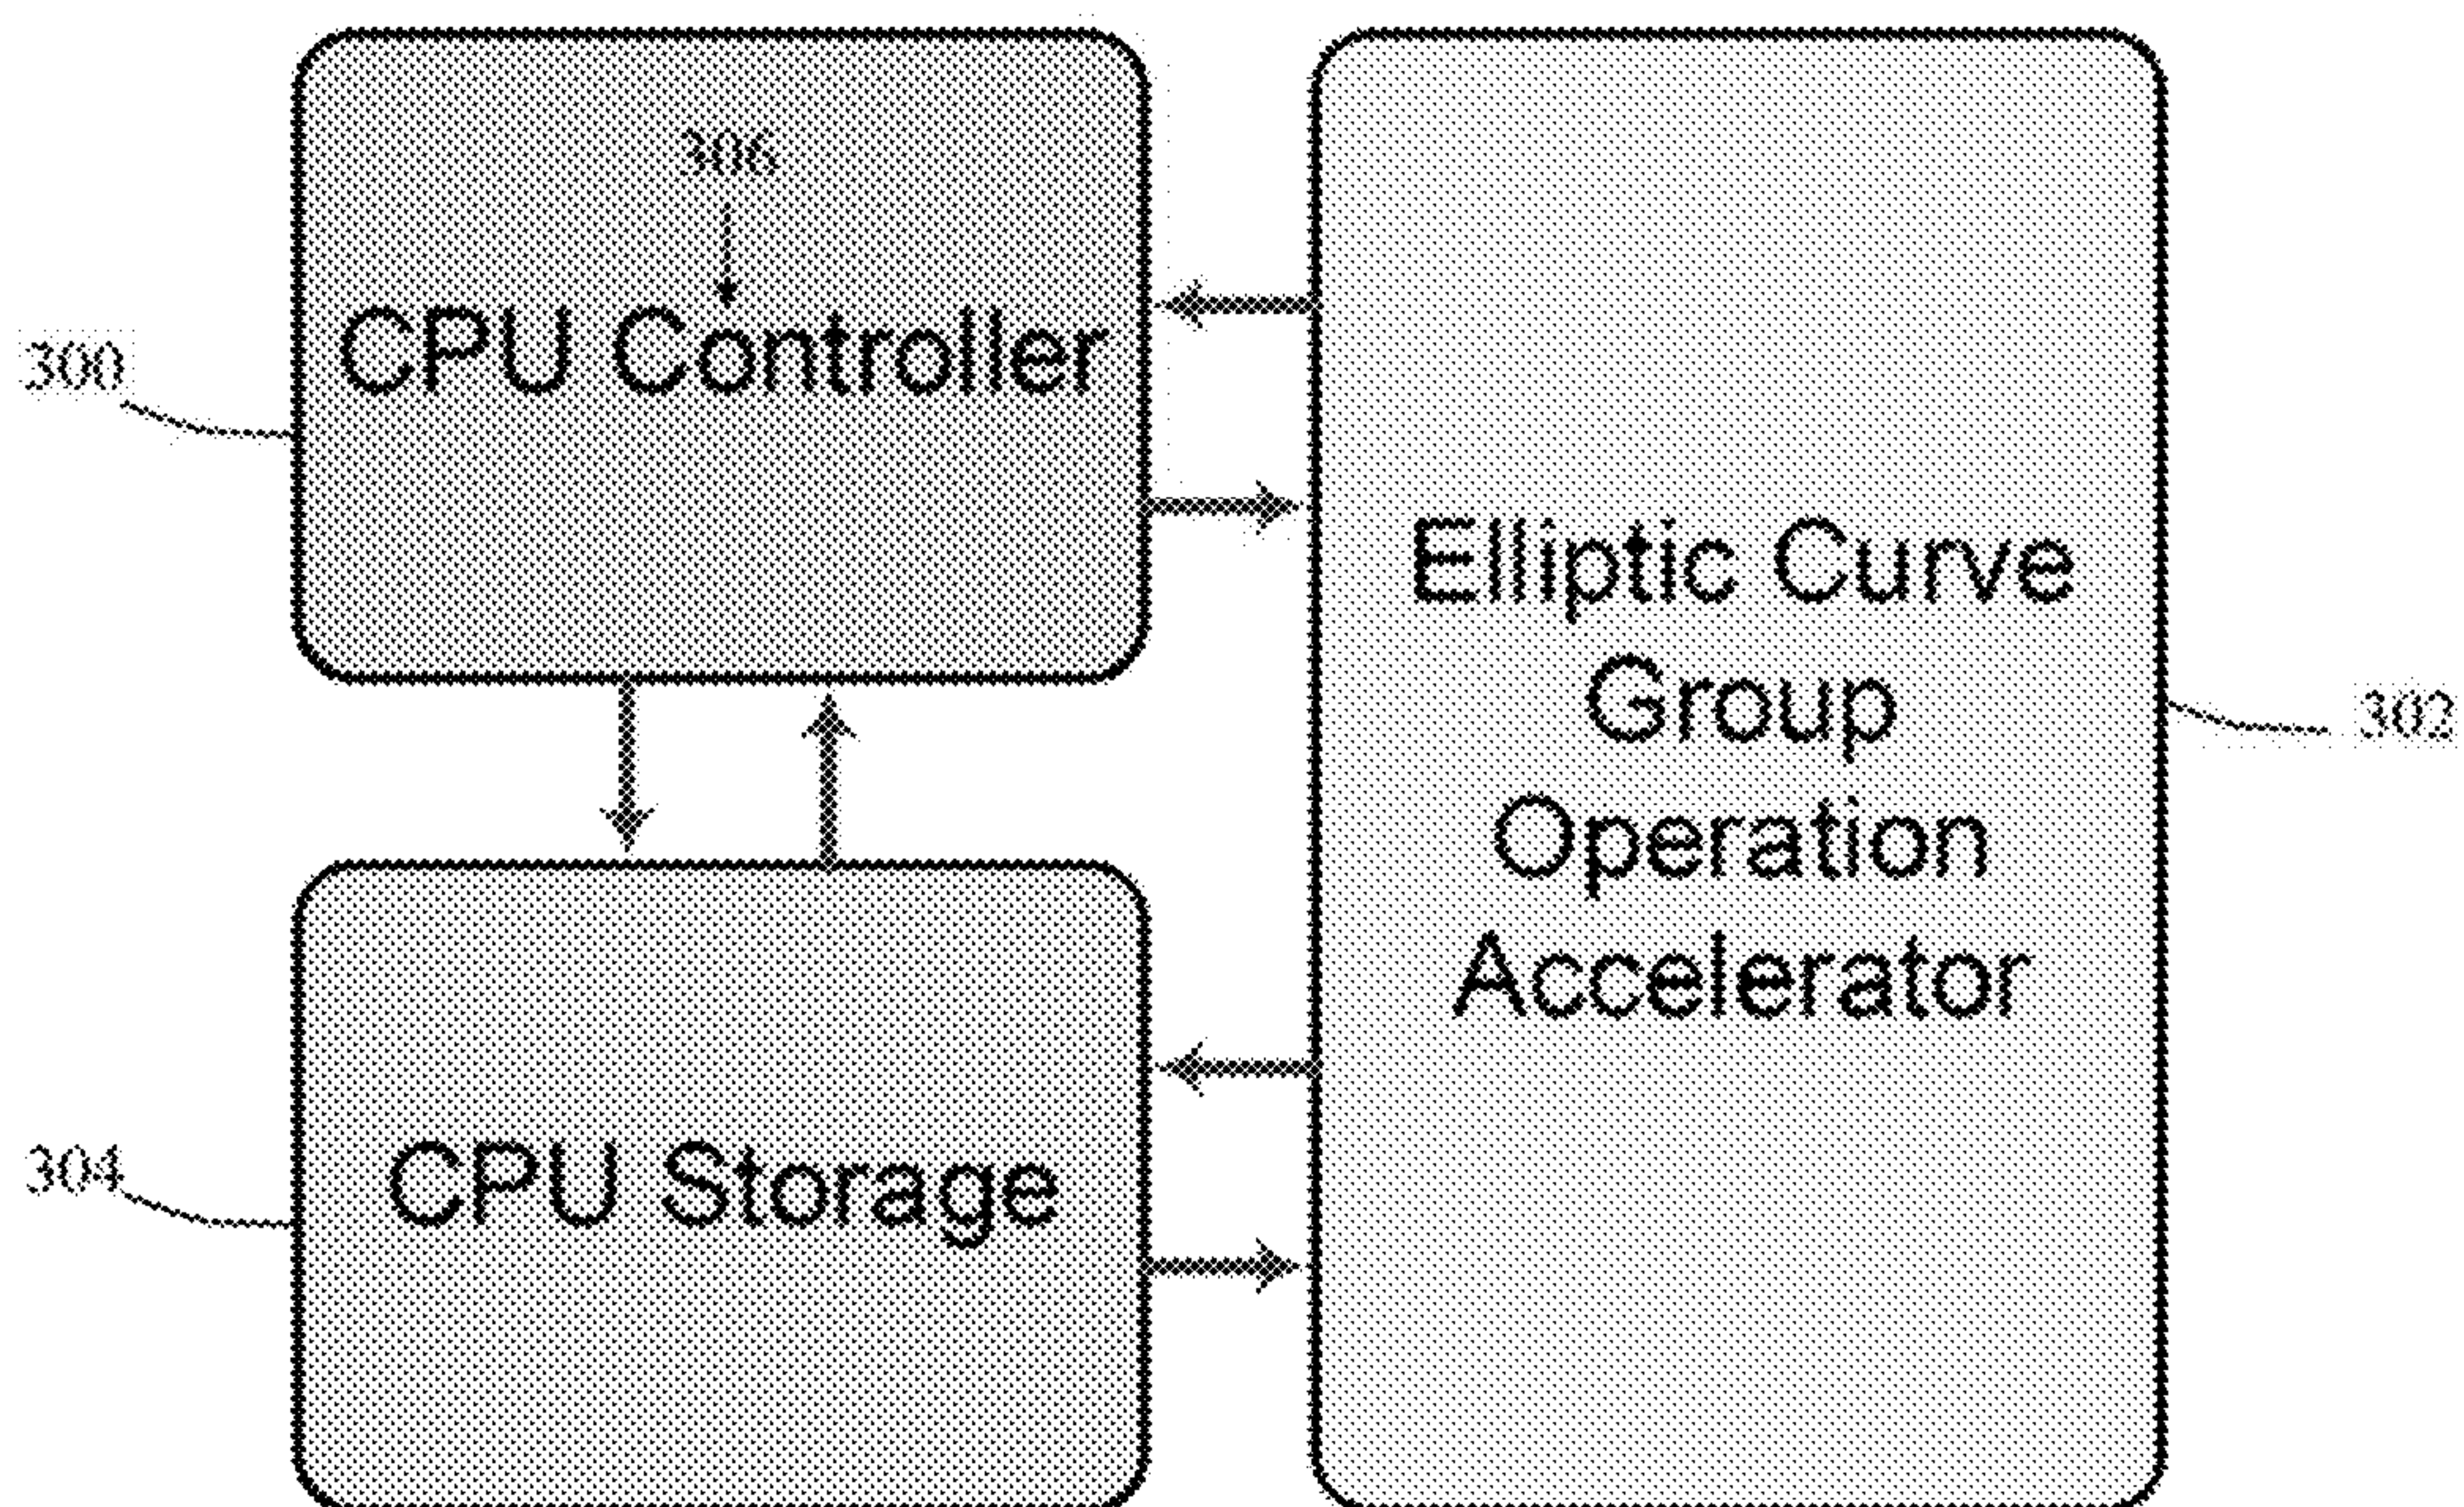 306
CPU Controller
300
Elliptic Curve
Group
Operation
Accelerator
302
CPU Storage
304